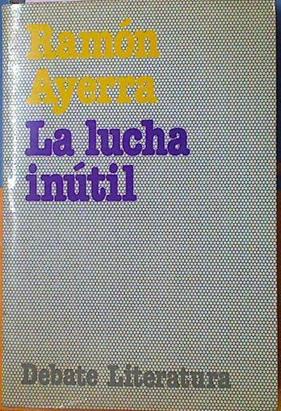 Ramón
Ayerra
La lucha
inútil
Debate Literatura